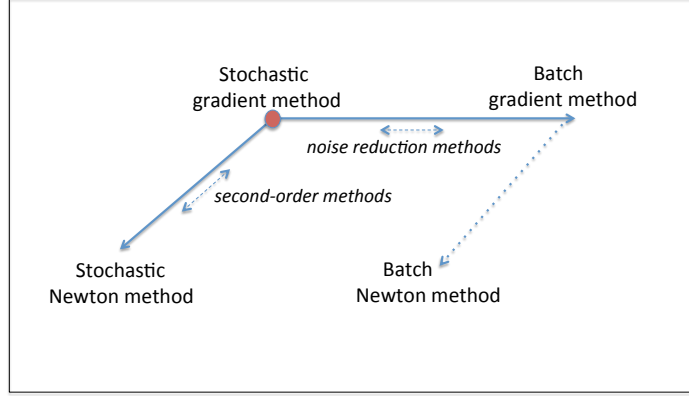 Stochastic
gradient method
Batch
gradient method
noise reduction methods
second-order methods
Stochastic
Newton method
Batch
Newton method